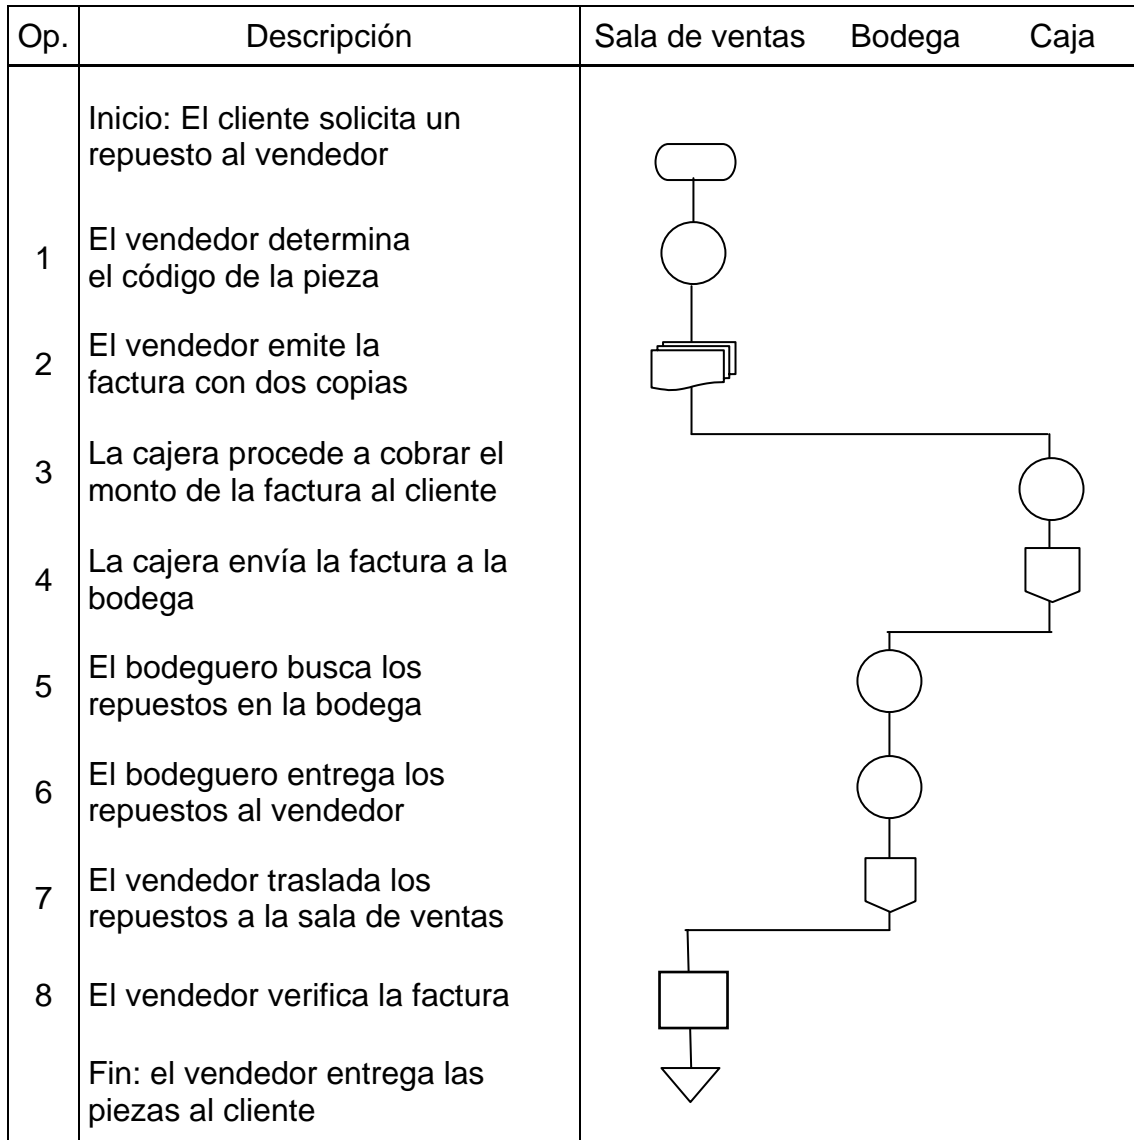 Op. Descripción Sala de ventas Bodega Caja
Inicio: El cliente solicita un
repuesto al vendedor
1 El vendedor determina
el código de la pieza
2 El vendedor emite la
factura con dos copias
3 La cajera procede a cobrar el
monto de la factura al cliente
4 La cajera envía la factura a la
bodega
5 El bodeguero busca los
repuestos en la bodega
6 El bodeguero entrega los
repuestos al vendedor
7 El vendedor traslada los
repuestos a la sala de ventas
8 El vendedor verifica la factura
Fin: el vendedor entrega las
piezas al cliente